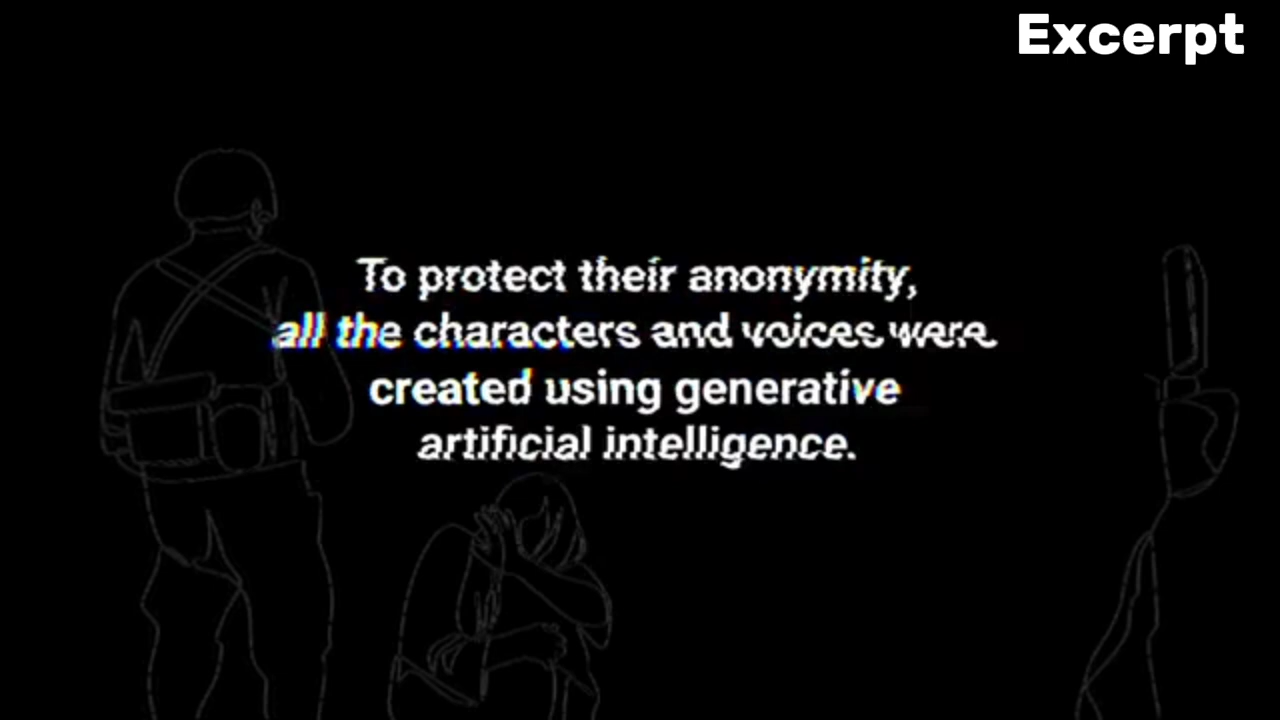 Excerpt
To protect their anonymity,
all the characters and voices were
created using generative
artificial intelligence.